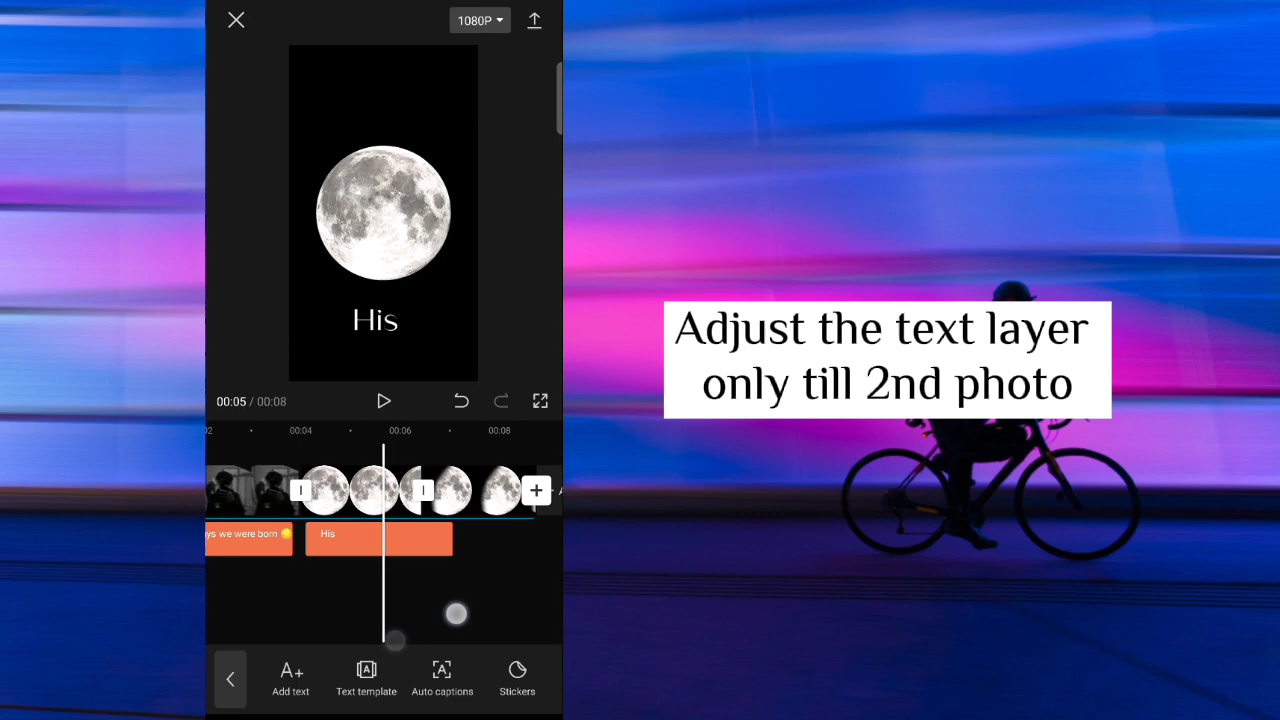 1080P
His
00:05 / 00:08
02
00:04
00:06
00:08
A
ys we were born
His
A+
Add text
A
Text template
A
Auto captions
Stickers
Adjust the text layer
only till 2nd photo